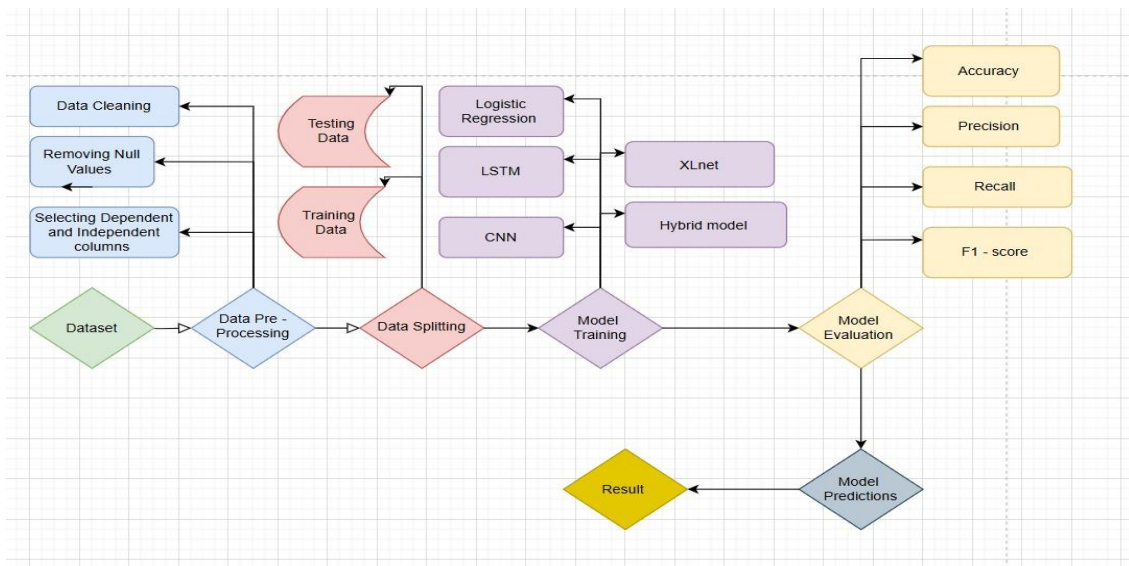 Accuracy
Data Cleaning
Testing
Data
Logistic
Regression
Precision
Removing Null
Values
LSTM
XLnet
Recall
Selecting Dependent
and Independent
columns
Training
Data
CNN
Hybrid model
F1 - score
Dataset
Data Pre -
Processing
Data Splitting
Model
Training
Model
Evaluation
Result
Model
Predictions